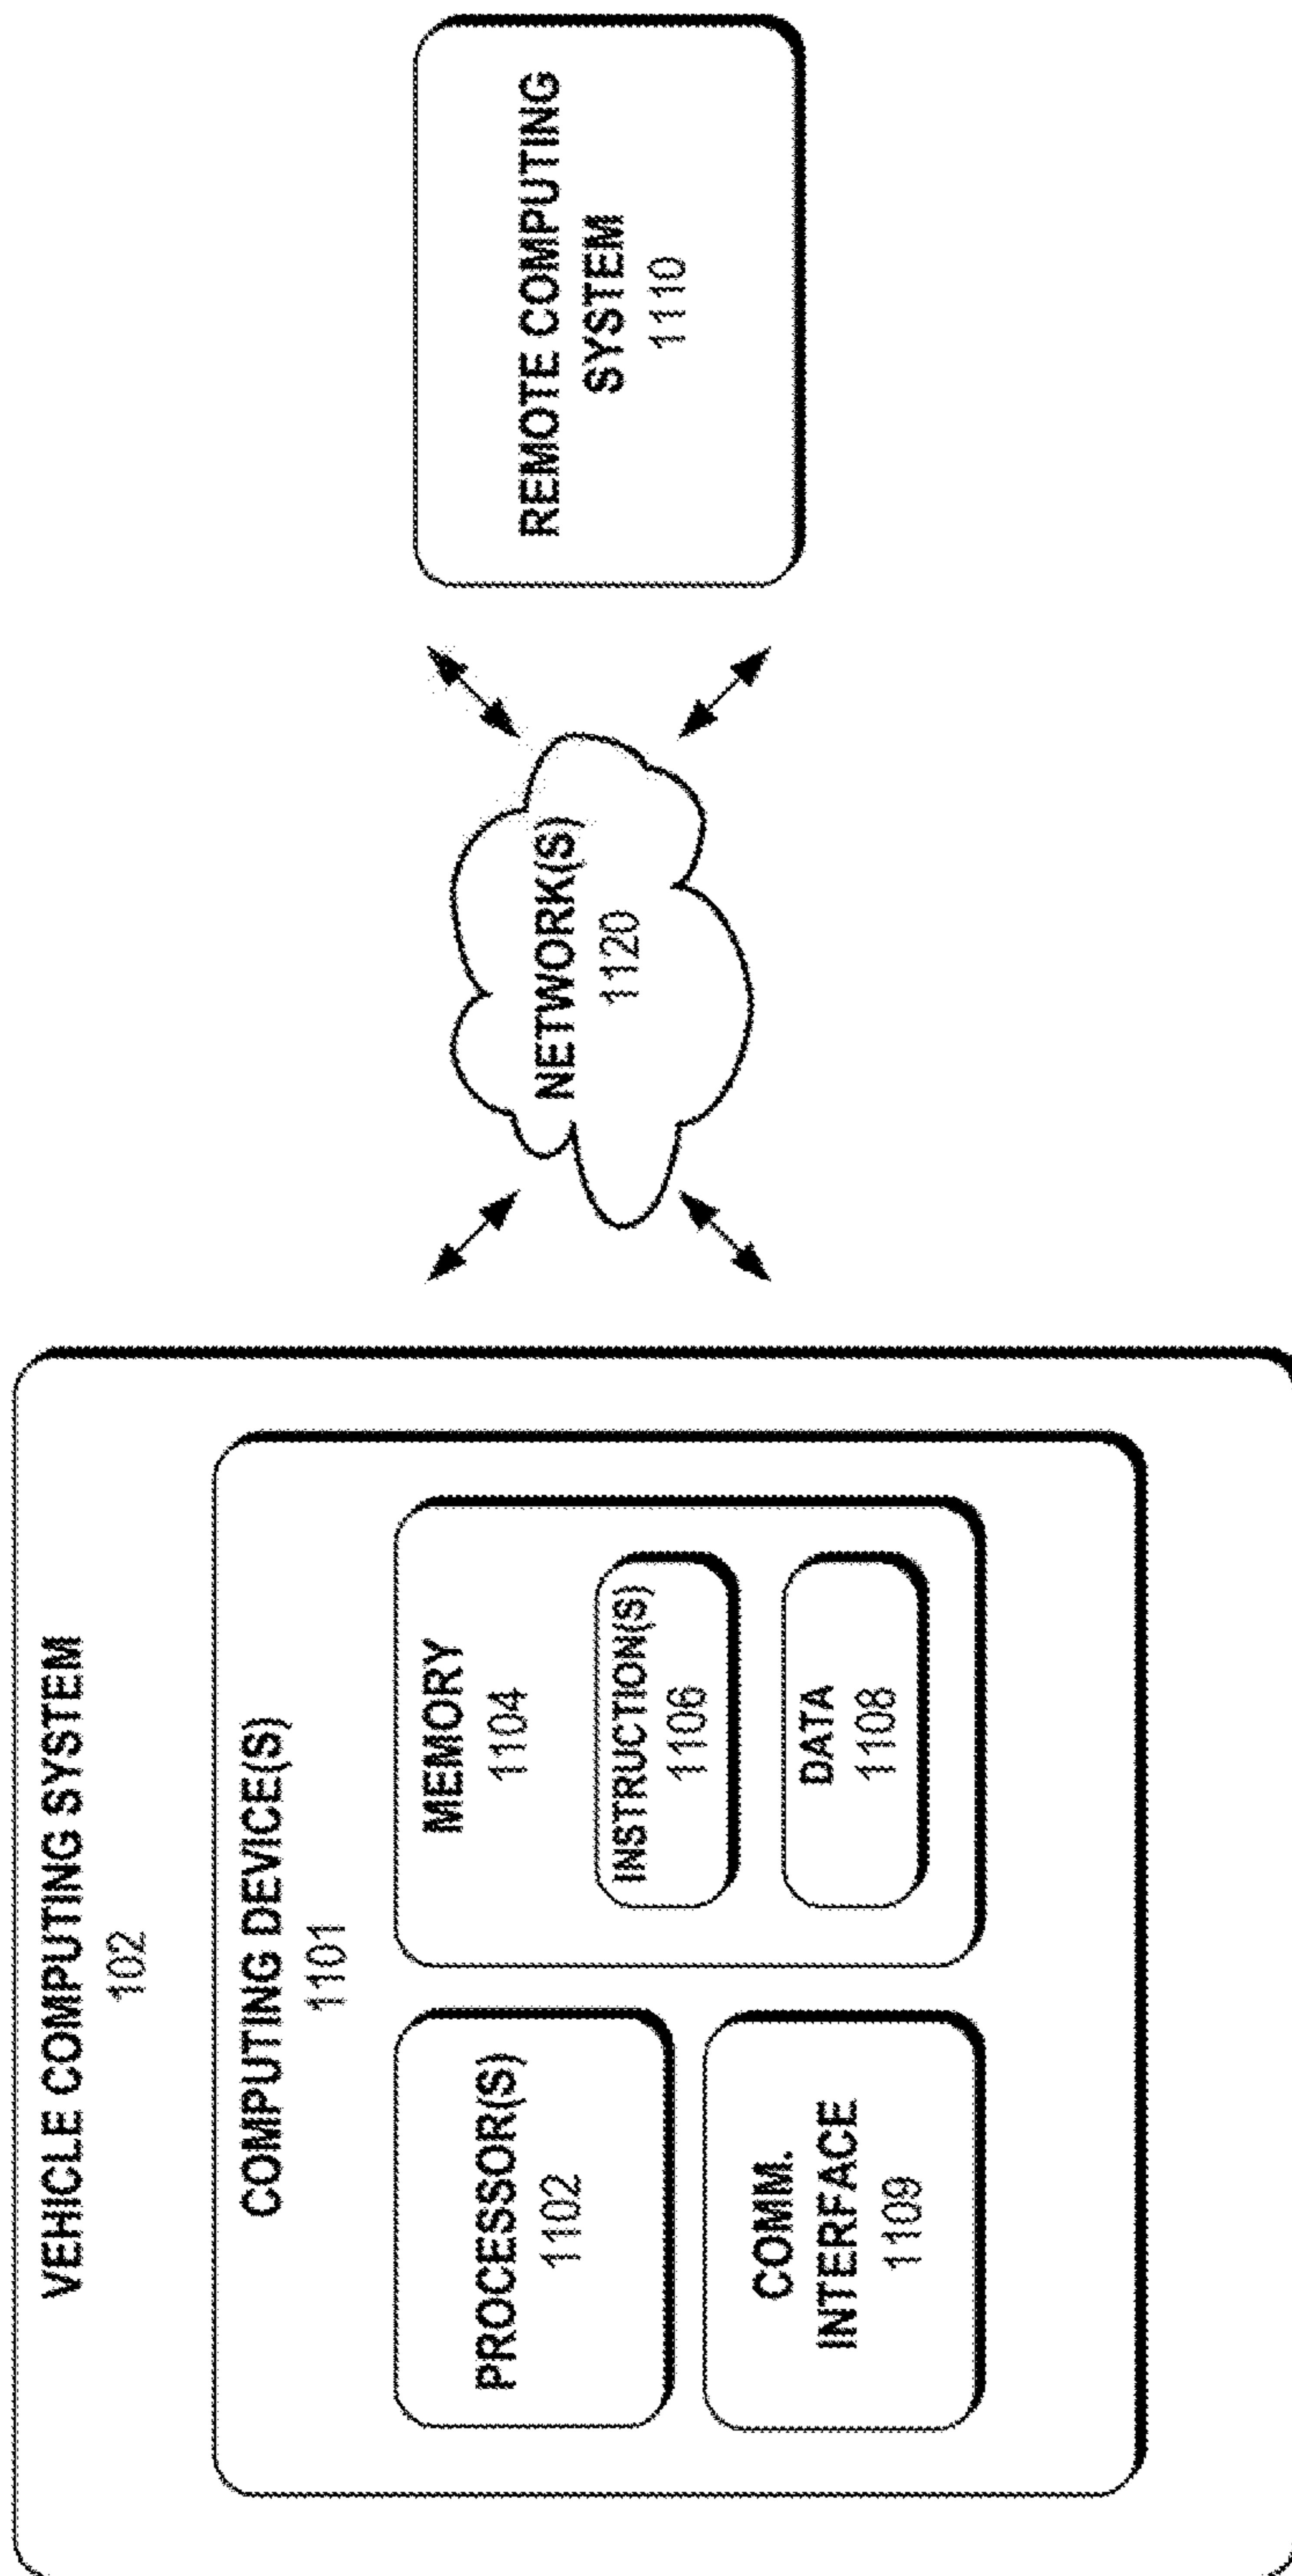 VEHICLE COMPUTING SYSTEM
102
COMPUTING DEVICE(S)
1101
PROCESSOR(S)
1102
MEMORY
1104
INSTRUCTION(S)
1106
DATA
1108
COMM.
INTERFACE
1109
NETWORK(S)
1120
REMOTE COMPUTING
SYSTEM
1110